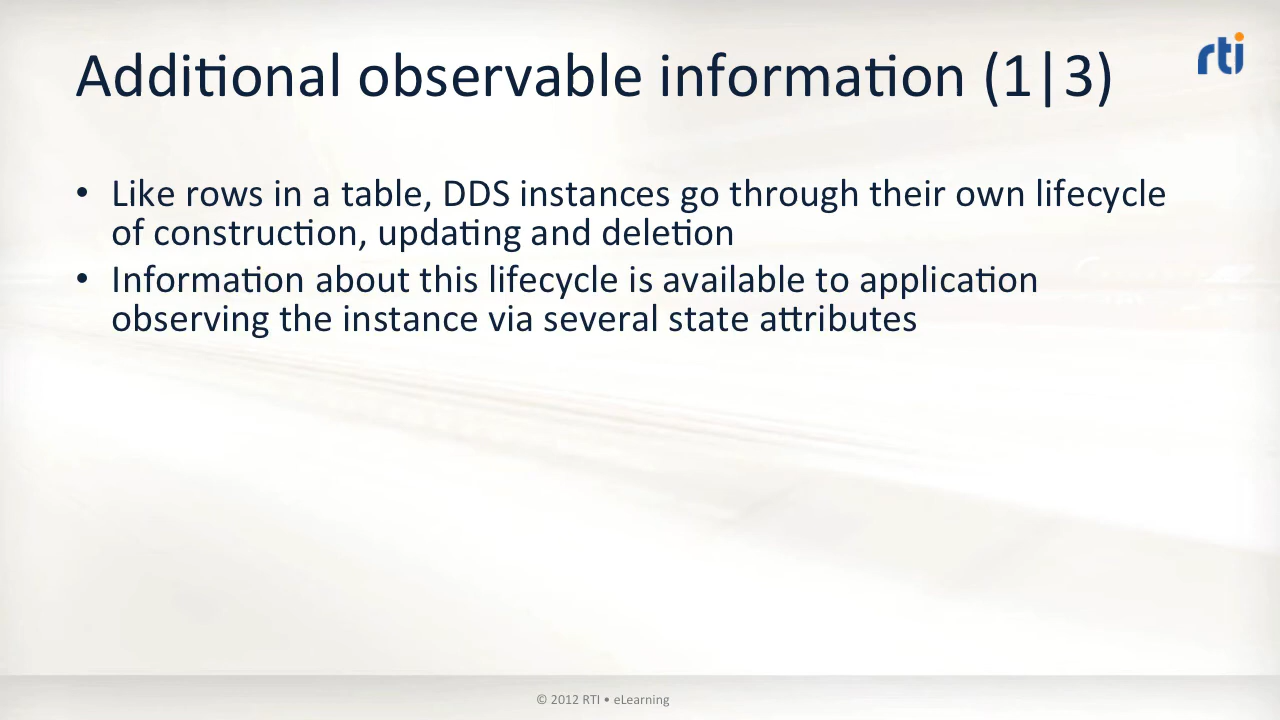 Additional observable information (1|3)
rti
• Like rows in a table, DDS instances go through their own lifecycle
of construction, updating and deletion
• Information about this lifecycle is available to application
observing the instance via several state attributes
© 2012 RTI • eLearning